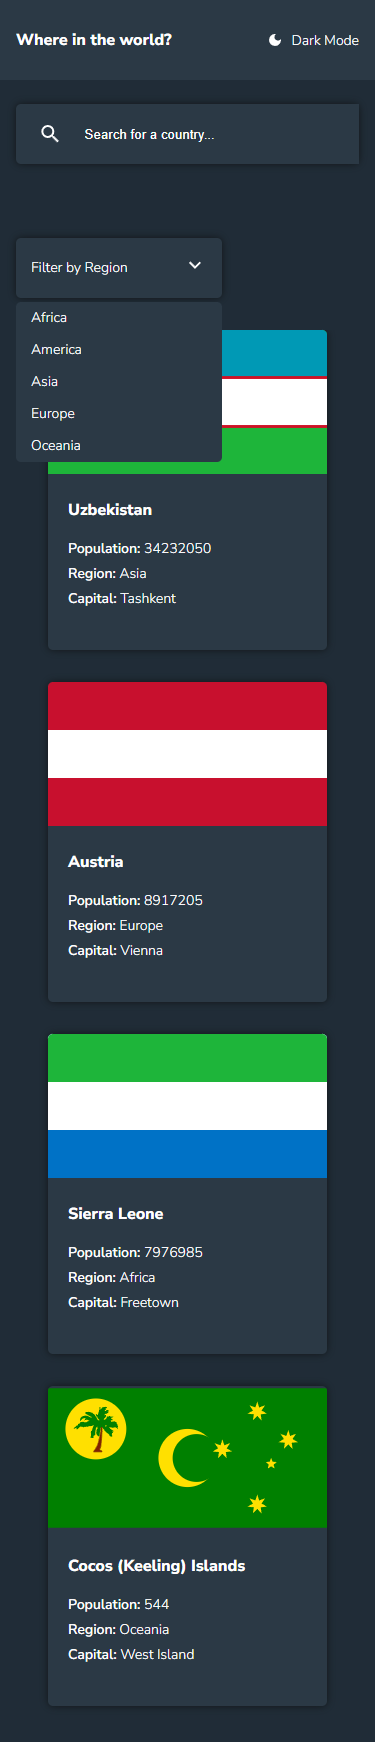 Where in the world?
Dark Mode
Search for a country...
Filter by Region
Africa
America
Asia
Europe
Oceania
Uzbekistan
Population: 34232050
Region: Asia
Capital: Tashkent
Austria
Population: 8917205
Region: Europe
Capital: Vienna
Sierra Leone
Population: 7976985
Region: Africa
Capital: Freetown
Cocos (Keeling) Islands
Population: 544
Region: Oceania
Capital: West Island